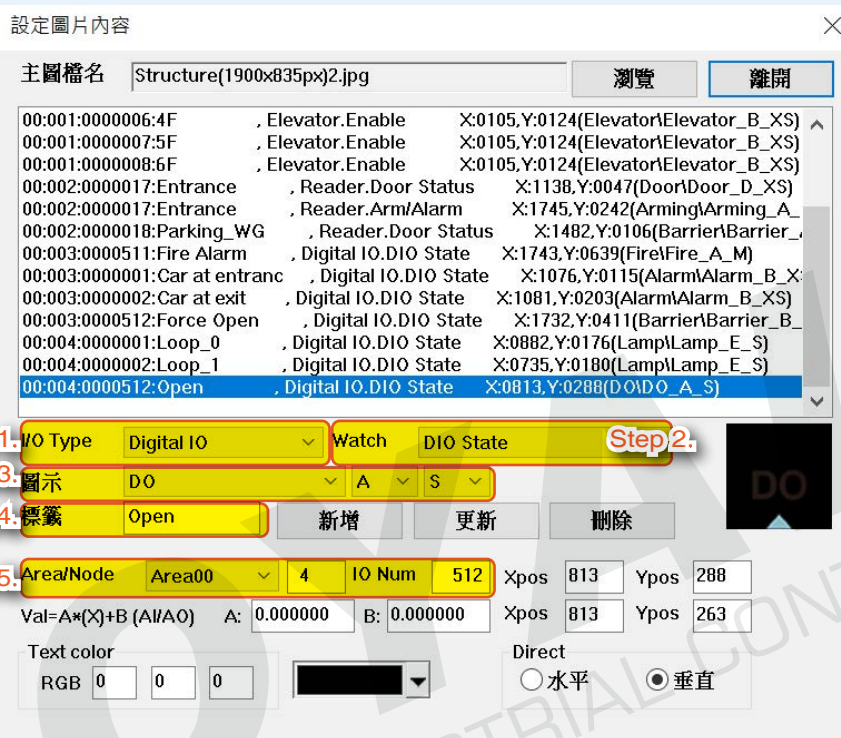 設定圖片內容
主圖檔名 Structure(1900x835px)2.jpg 瀏覽 離開
00:001:0000006:4F , Elevator.Enable X:0105,Y:0124(Elevator\Elevator_B_XS)
00:001:0000007:5F , Elevator.Enable X:0105,Y:0124(Elevator\Elevator_B_XS)
00:001:0000008:6F , Elevator.Enable X:0105,Y:0124(Elevator\Elevator_B_XS)
00:002:0000017:Entrance , Reader.Door Status X:1138,Y:0047(Door\Door_D_XS)
00:002:0000017:Entrance , Reader.Arm/Alarm X:1745,Y:0242(Arming\Arming_A_
00:002:0000018:Parking_WG , Reader.Door Status X:1482,Y:0106(Barrier\Barrier_
00:003:0000511:Fire Alarm , Digital IO.DIO State X:1743,Y:0639(Fire\Fire_A_M)
00:003:0000001:Car at entranc , Digital IO.DIO State X:1076,Y:0115(Alarm\Alarm_B_X
00:003:0000002:Car at exit , Digital IO.DIO State X:1081,Y:0203(Alarm\Alarm_B_XS)
00:003:0000512:Force Open , Digital IO.DIO State X:1732,Y:0411(Barrier\Barrier_B_
00:004:0000001:Loop_0 , Digital IO.DIO State X:0882,Y:0176(Lamp\Lamp_E_S)
00:004:0000002:Loop_1 , Digital IO.DIO State X:0735,Y:0180(Lamp\Lamp_E_S)
00:004:0000512:Open , Digital IO.DIO State X:0813,Y:0288(DO\DO_A_S)
1. I/O Type Digital IO Watch DIO State Step 2.
3. 圖示 DO A S DO
4. 標籤 Open 新增 更新 刪除
5. Area/Node Area00 4 IO Num 512 Xpos 813 Ypos 288
Val=A*(X)+B (AI/AO) A: 0.000000 B: 0.000000 Xpos 813 Ypos 263
Text color Direct
RGB 0 0 0 水平 垂直